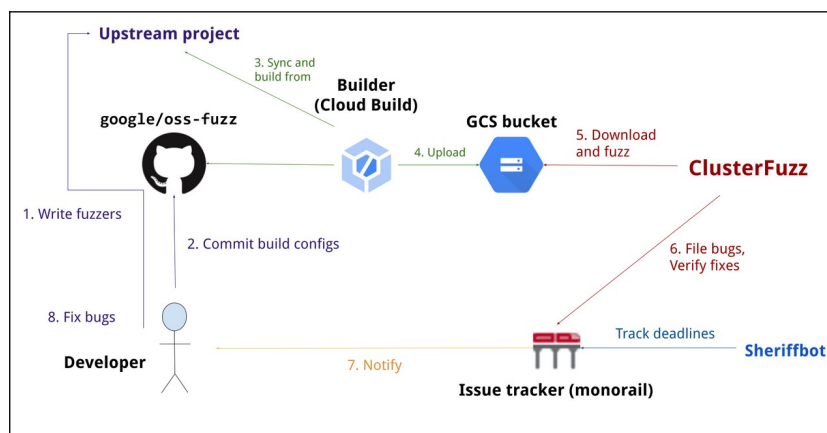 Upstream project
3. Sync and
build from
Builder
(Cloud Build)
google/oss-fuzz
GCS bucket
4. Upload
5. Download
and fuzz
ClusterFuzz
1. Write fuzzers
2. Commit build configs
6. File bugs,
Verify fixes
8. Fix bugs
Developer
7. Notify
Track deadlines
Sheriffbot
Issue tracker (monorail)